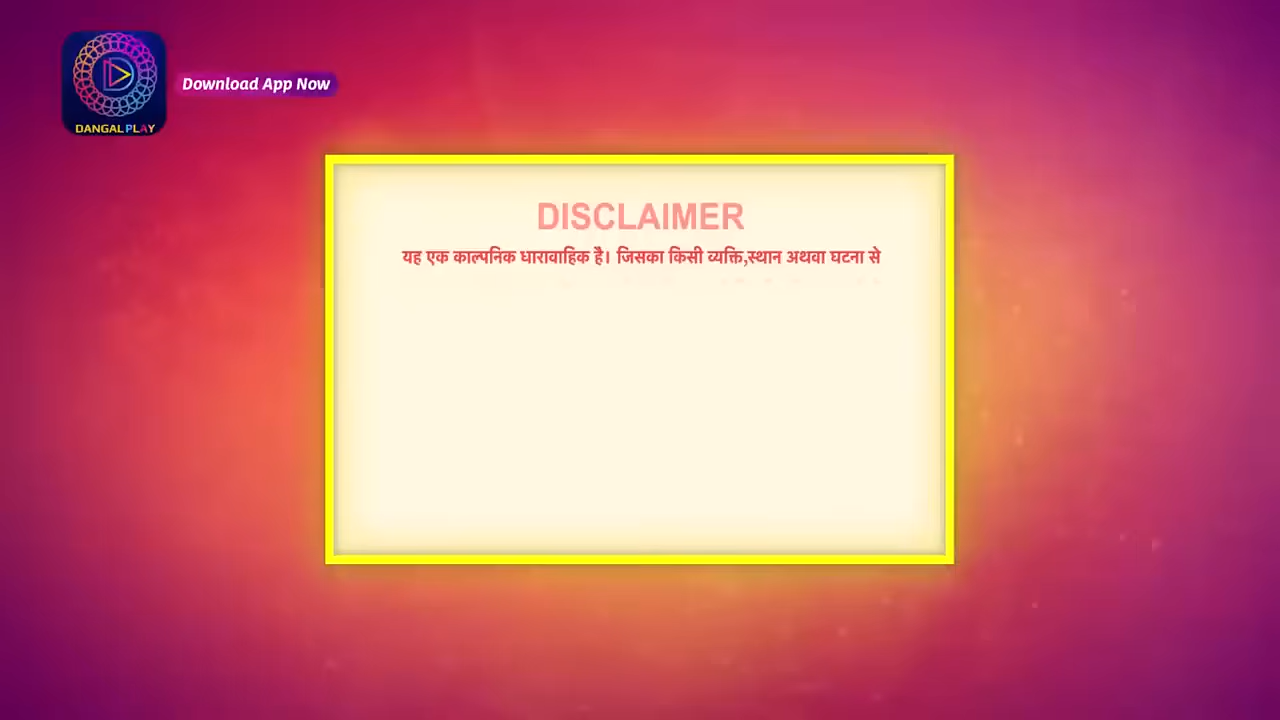 DANGAL PLAY
Download App Now
DISCLAIMER
यह एक काल्पनिक धारावाहिक है। जिसका किसी व्यक्ति,स्थान अथवा घटना से